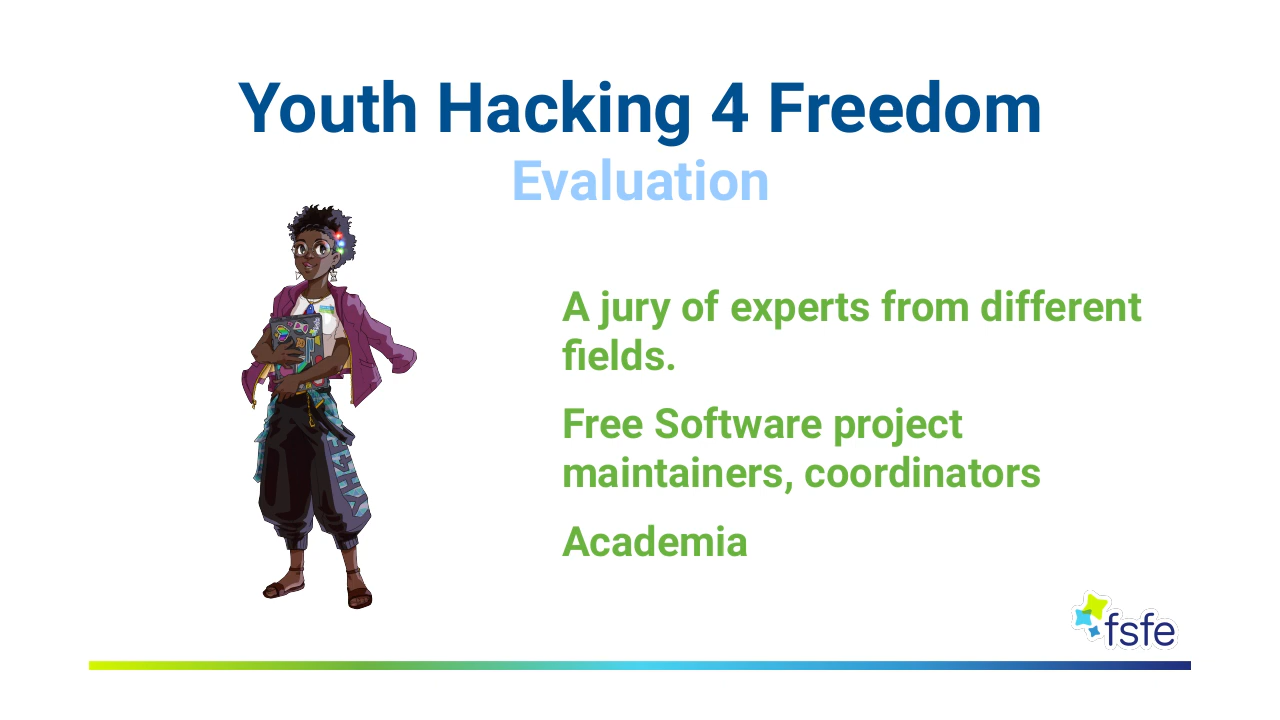 Youth Hacking 4 Freedom
Evaluation
A jury of experts from different
fields.
Free Software project
maintainers, coordinators
Academia
fsfe